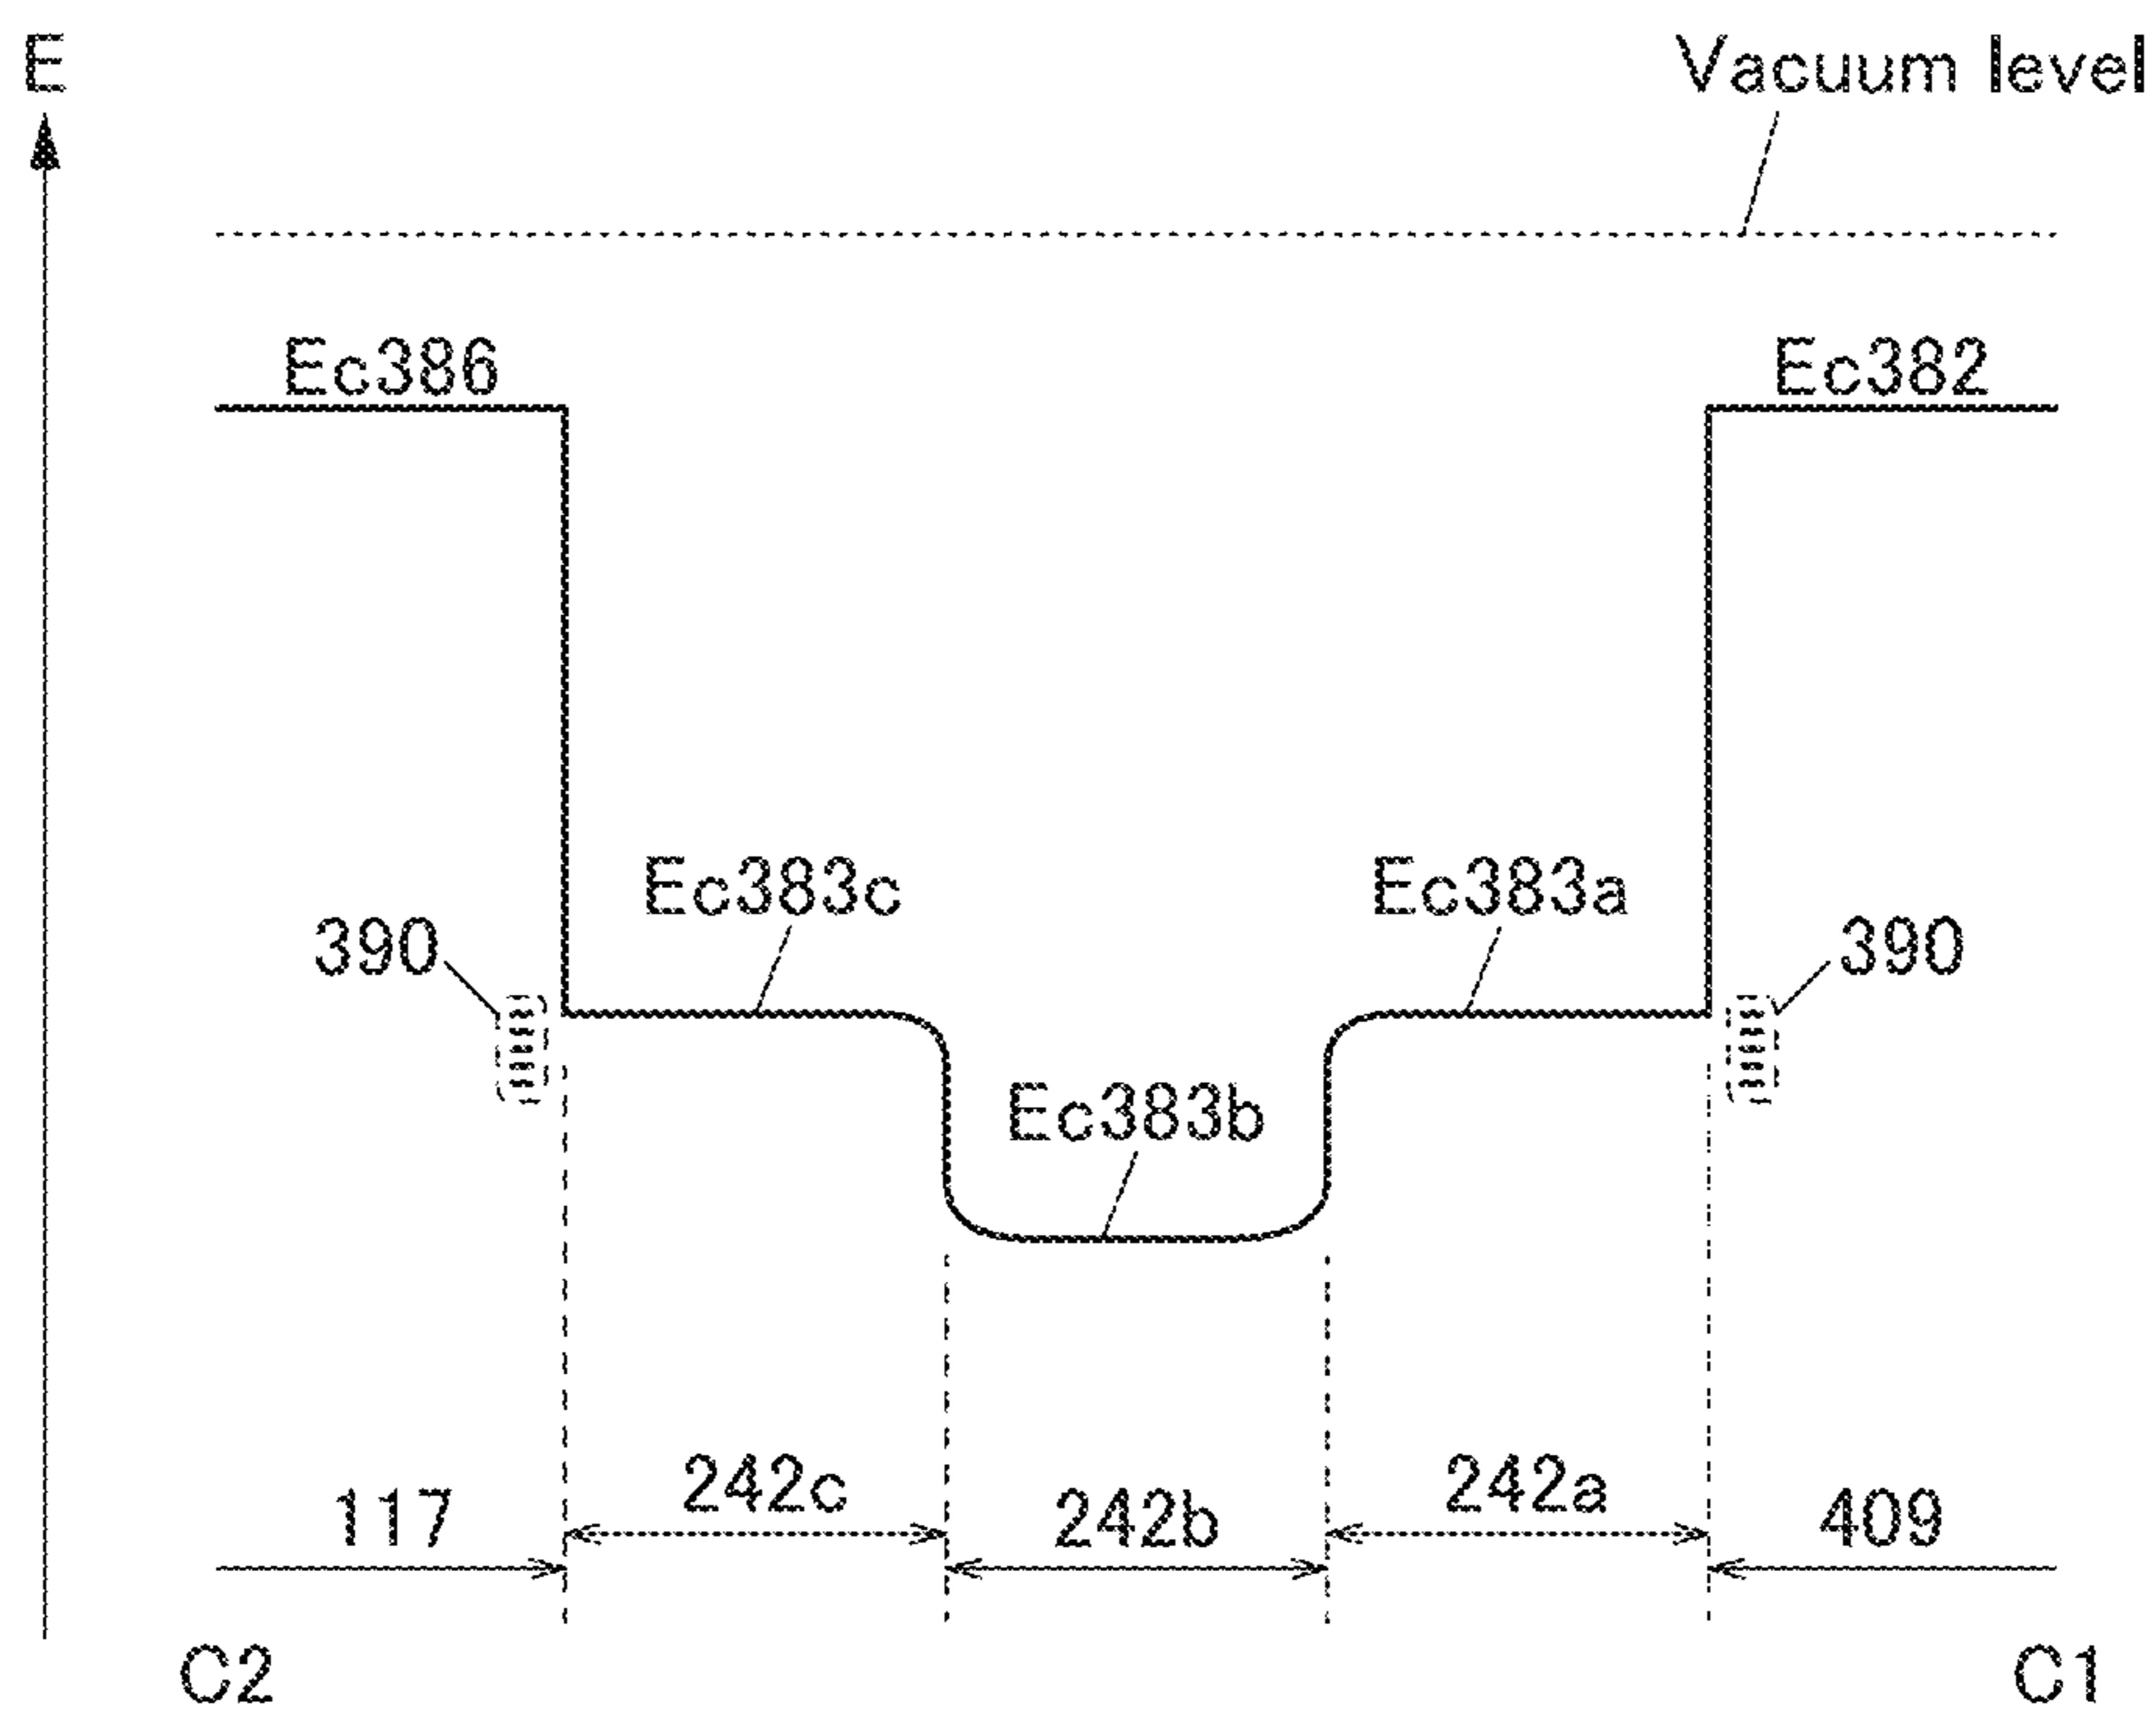 E
Vacuum level
Ec386
Ec382
Ec383c
Ec383a
390
390
Ec383b
242c
242a
117
242b
409
C2
C1